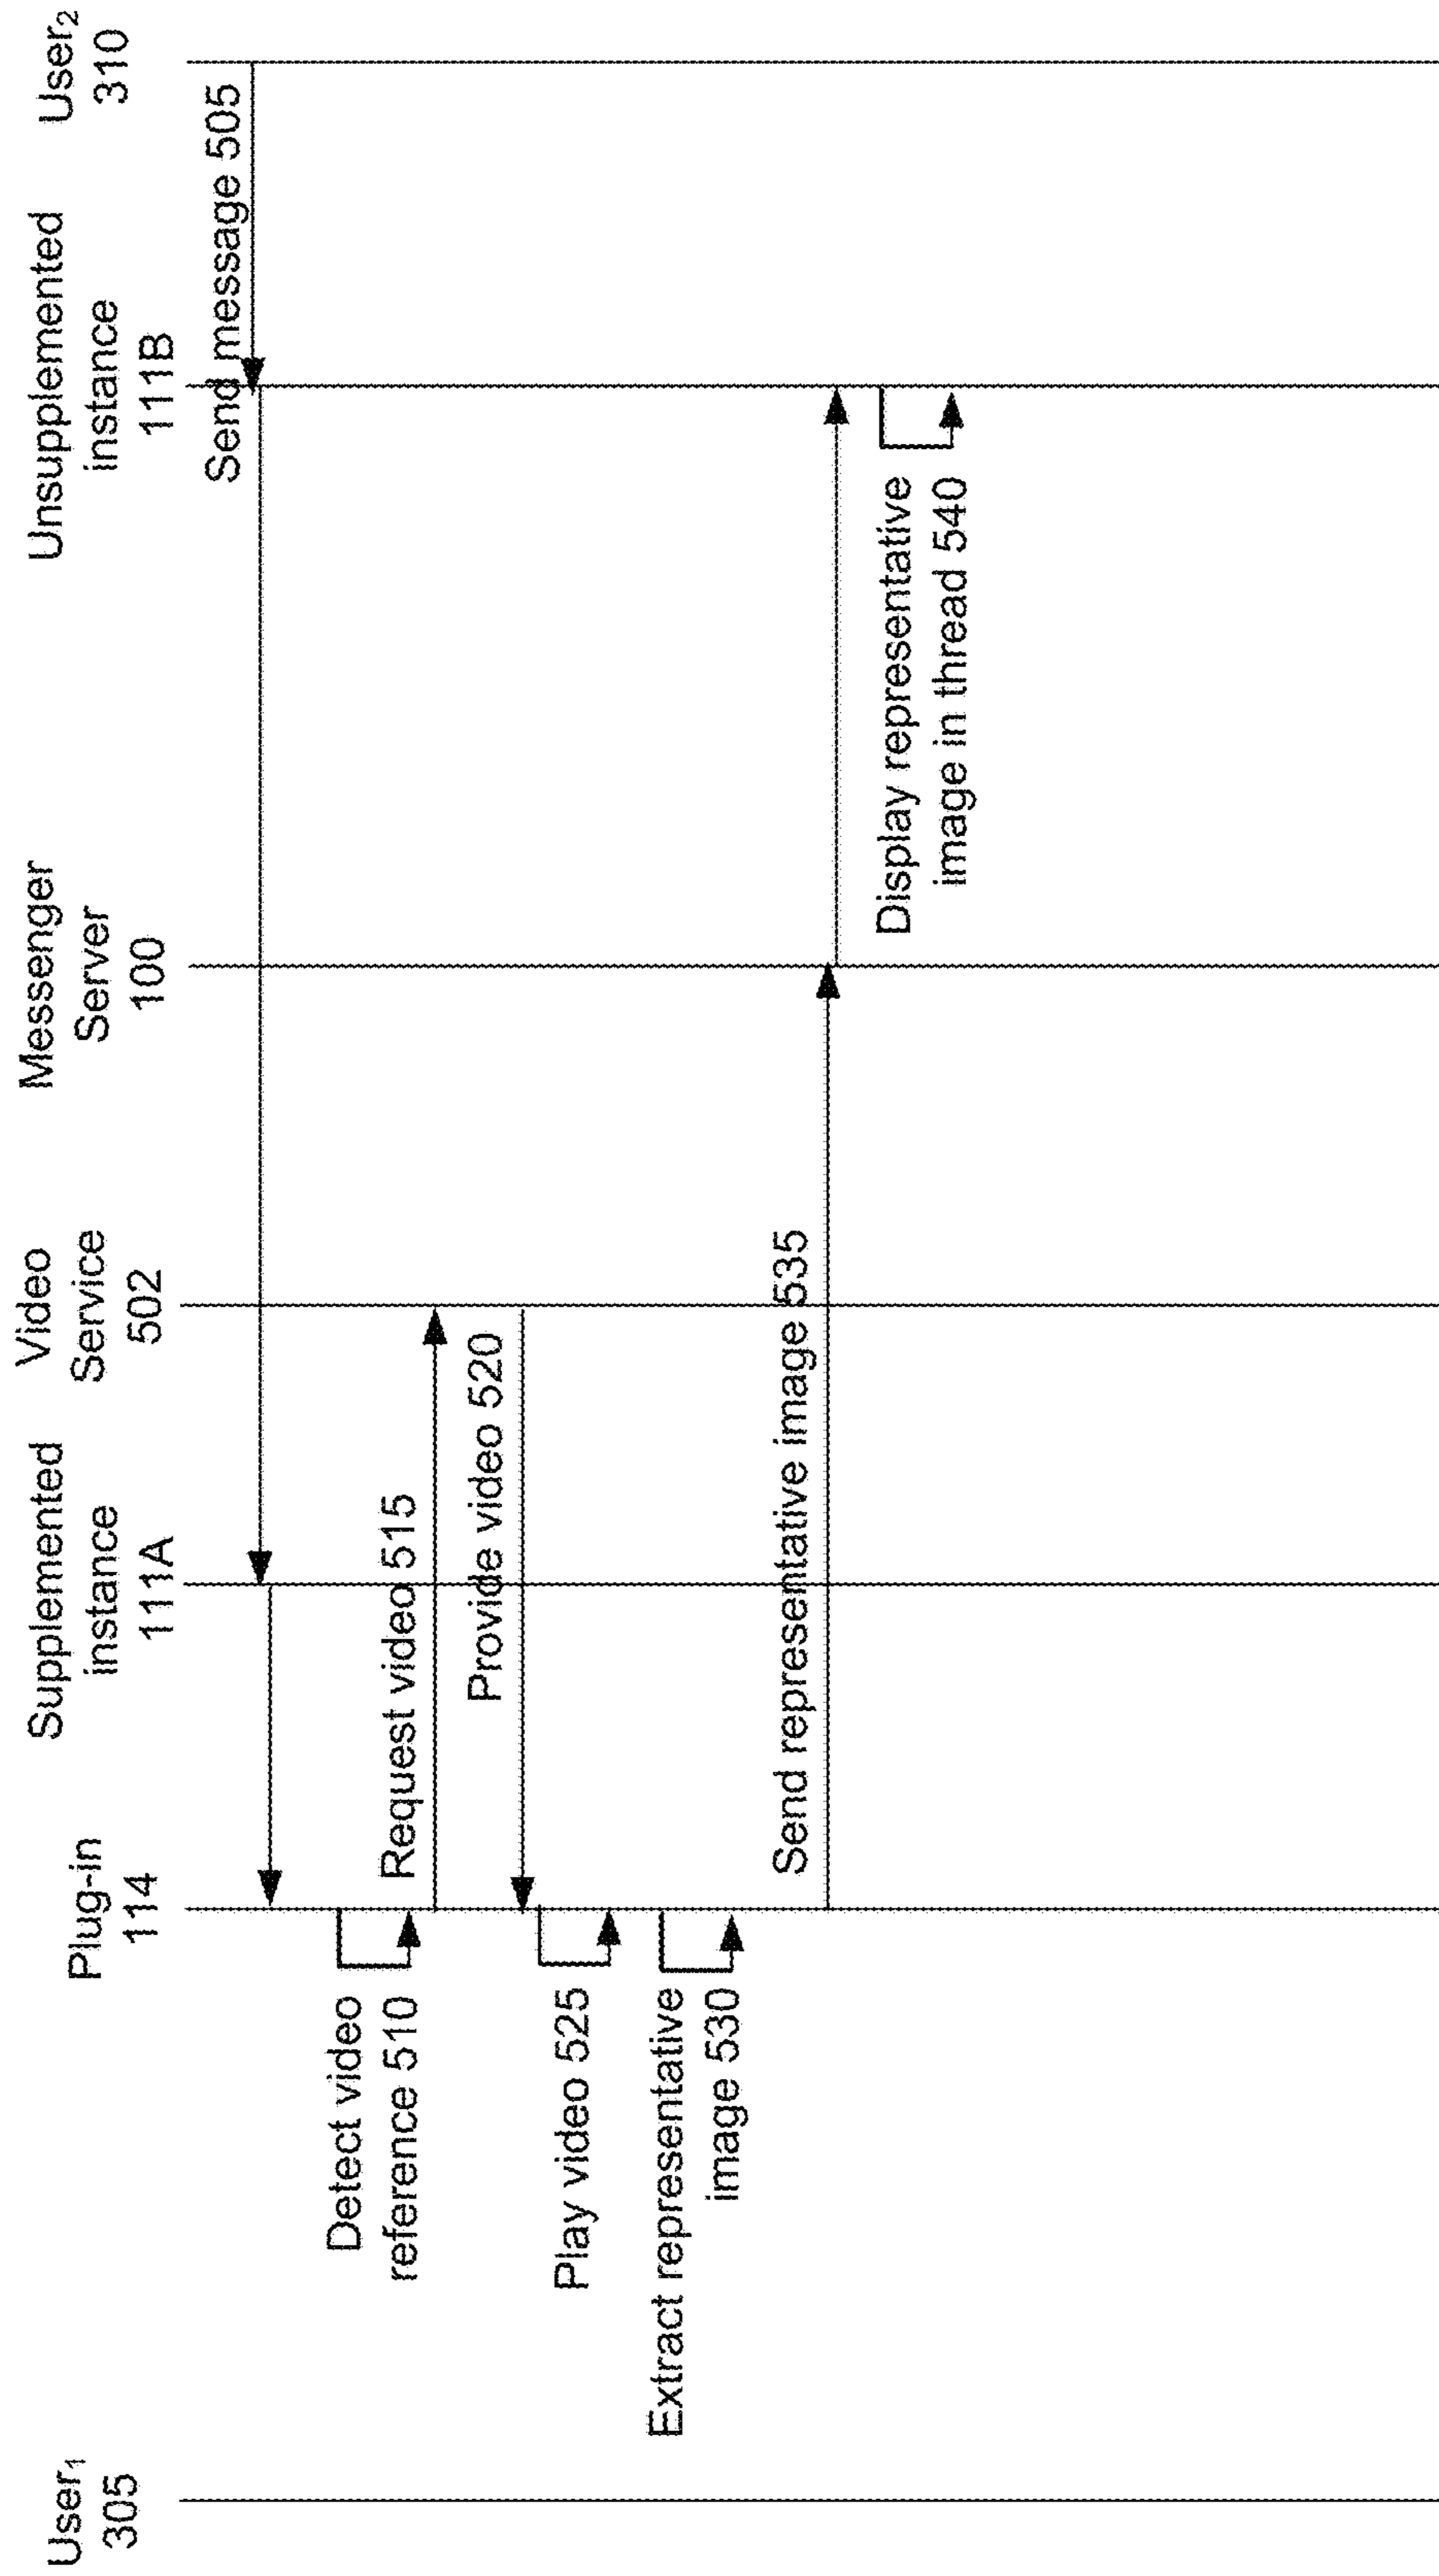 User₁
305
Plug-in
114
Supplemented
instance
111A
Video
Service
502
Messenger
Server
100
Unsupplemented
instance
111B
User₂
310
Send message 505
Detect video
reference 510
Request video 515
Provide video 520
Play video 525
Extract representative
image 530
Send representative image 535
Display representative
image in thread 540